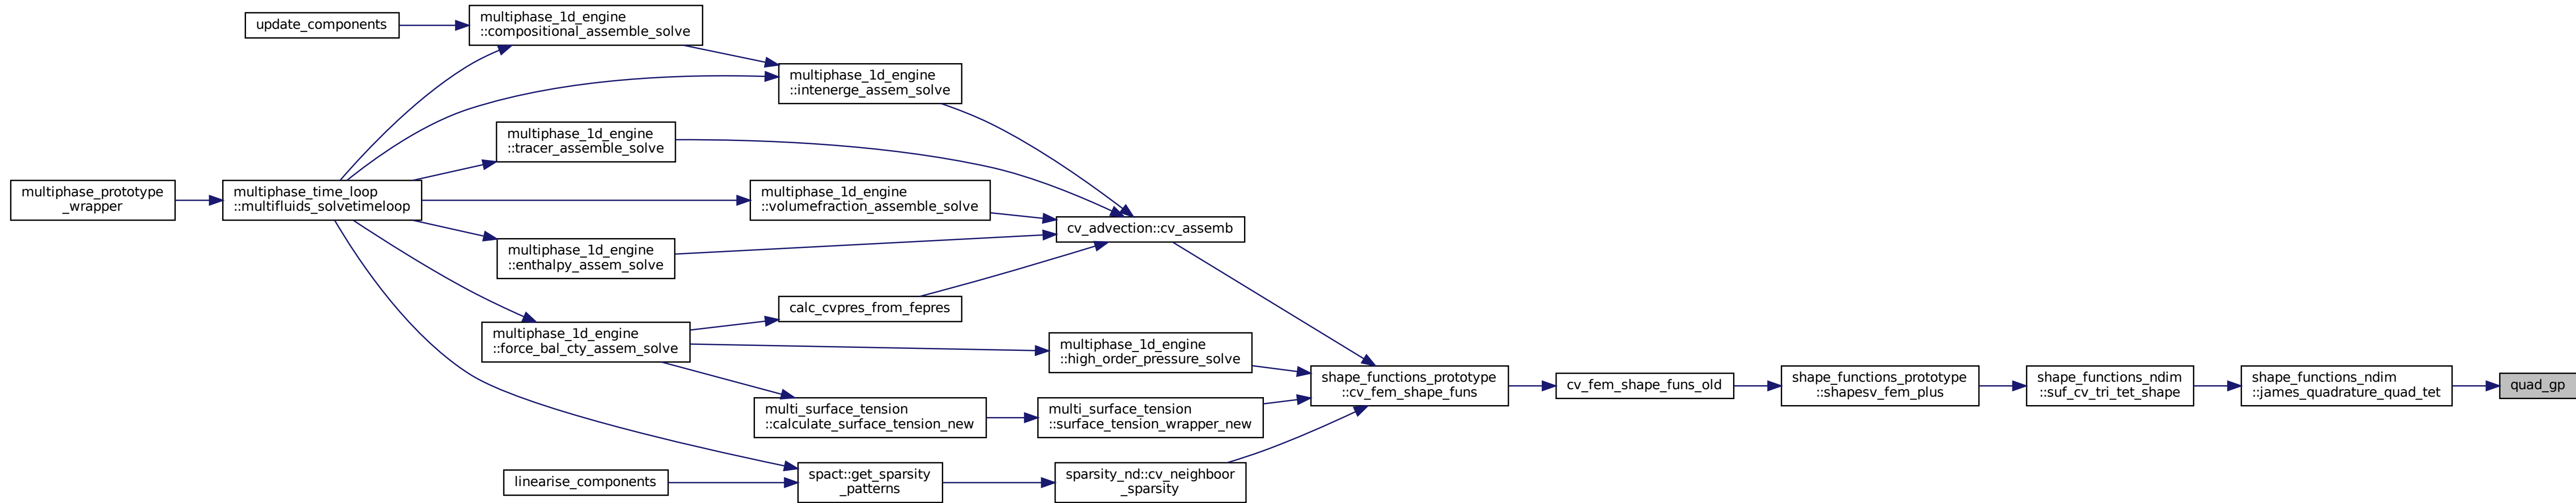 update_components
multiphase_1d_engine
::compositional_assemble_solve
multiphase_1d_engine
::intenerge_assem_solve
multiphase_1d_engine
::tracer_assemble_solve
multiphase_prototype
_wrapper
multiphase_time_loop
::multifluids_solvetimeloop
multiphase_1d_engine
::volumefraction_assemble_solve
cv_advection::cv_assemb
multiphase_1d_engine
::enthalpy_assem_solve
calc_cvpres_from_fepres
multiphase_1d_engine
::force_bal_cty_assem_solve
multiphase_1d_engine
::high_order_pressure_solve
shape_functions_prototype
::cv_fem_shape_funs
cv_fem_shape_funs_old
shape_functions_prototype
::shapesv_fem_plus
shape_functions_ndim
::suf_cv_tri_tet_shape
shape_functions_ndim
::james_quadrature_quad_tet
quad_gp
multi_surface_tension
::calculate_surface_tension_new
multi_surface_tension
::surface_tension_wrapper_new
linearise_components
spact::get_sparsity
_patterns
sparsity_nd::cv_neighboor
_sparsity